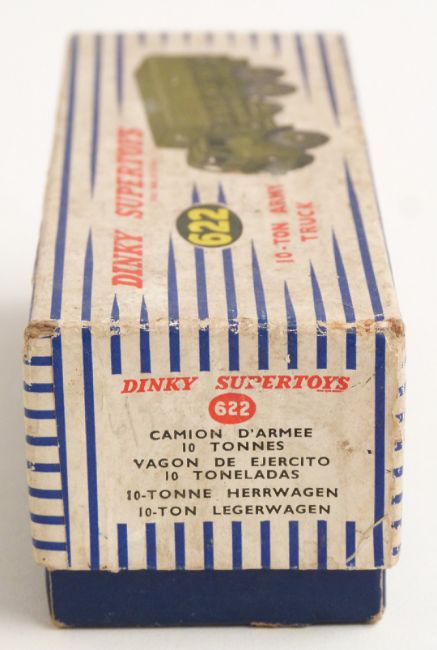 DINKY SUPERTOYS
622
10-TON ARMY
TRUCK
DINKY SUPERTOYS
622
CAMION D'ARMEE
10 TONNES
VAGON DE EJERCITO
10 TONELADAS
10-TONNE HERRWAGEN
10-TON LEGERWAGEN